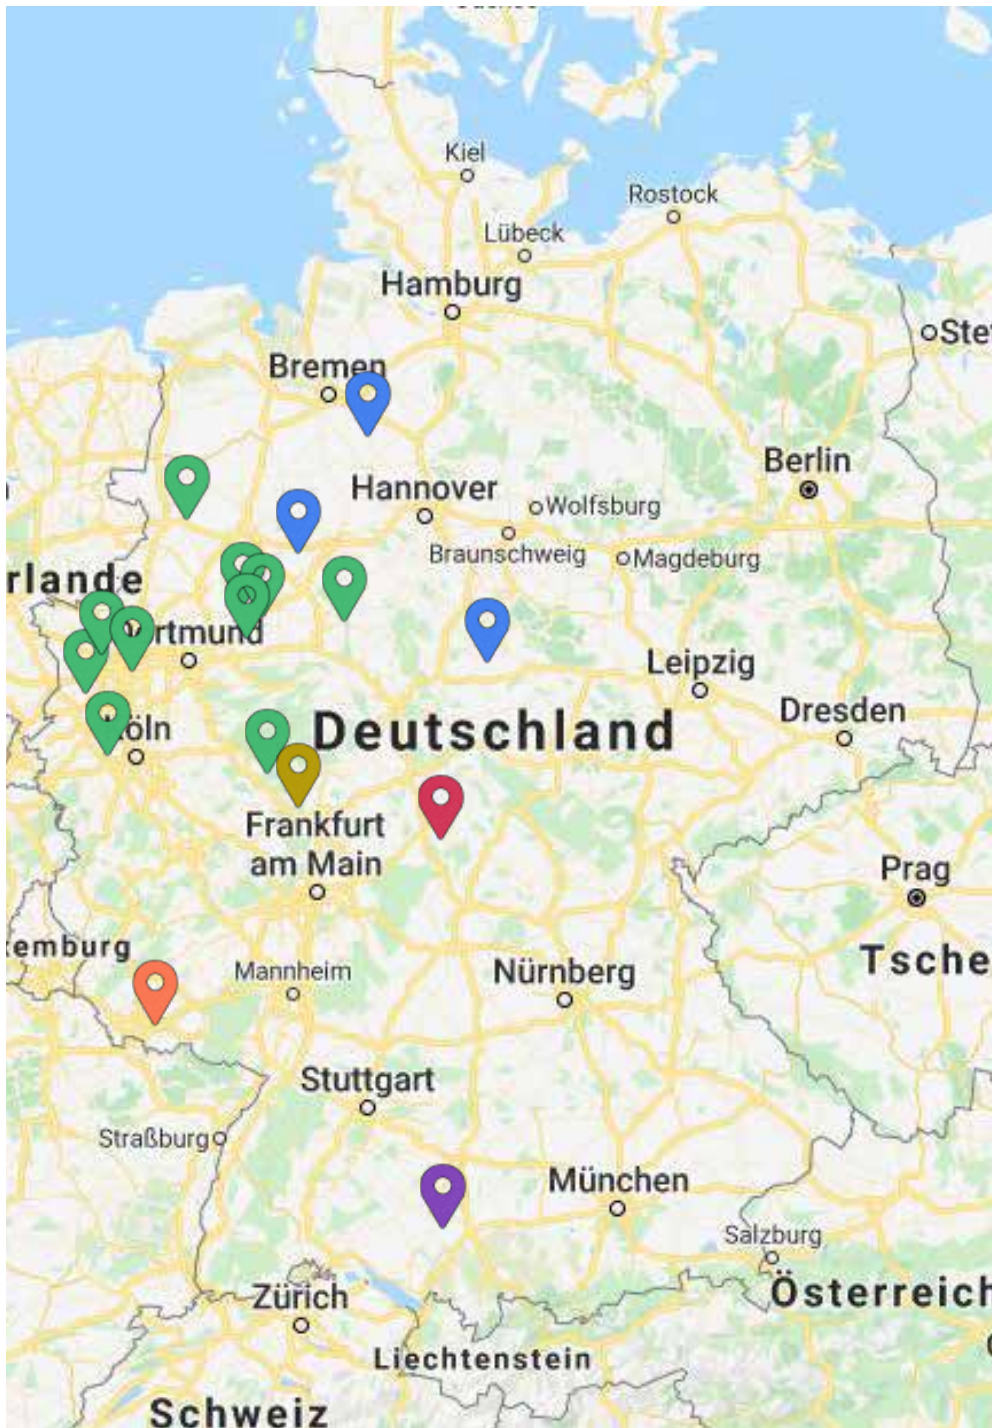 Kiel
Rostock
Lübeck
Hamburg
Bremen
Berlin
Hannover
Wolfsburg
Braunschweig
Magdeburg
rlande
rtmund
Leipzig
Dresden
Deutschland
öln
Frankfurt
am Main
Prag
emburg
Mannheim
Nürnberg
Tsche
Stuttgart
Straßburg
München
Salzburg
Zürich
Österreich
Liechtenstein
Schweiz